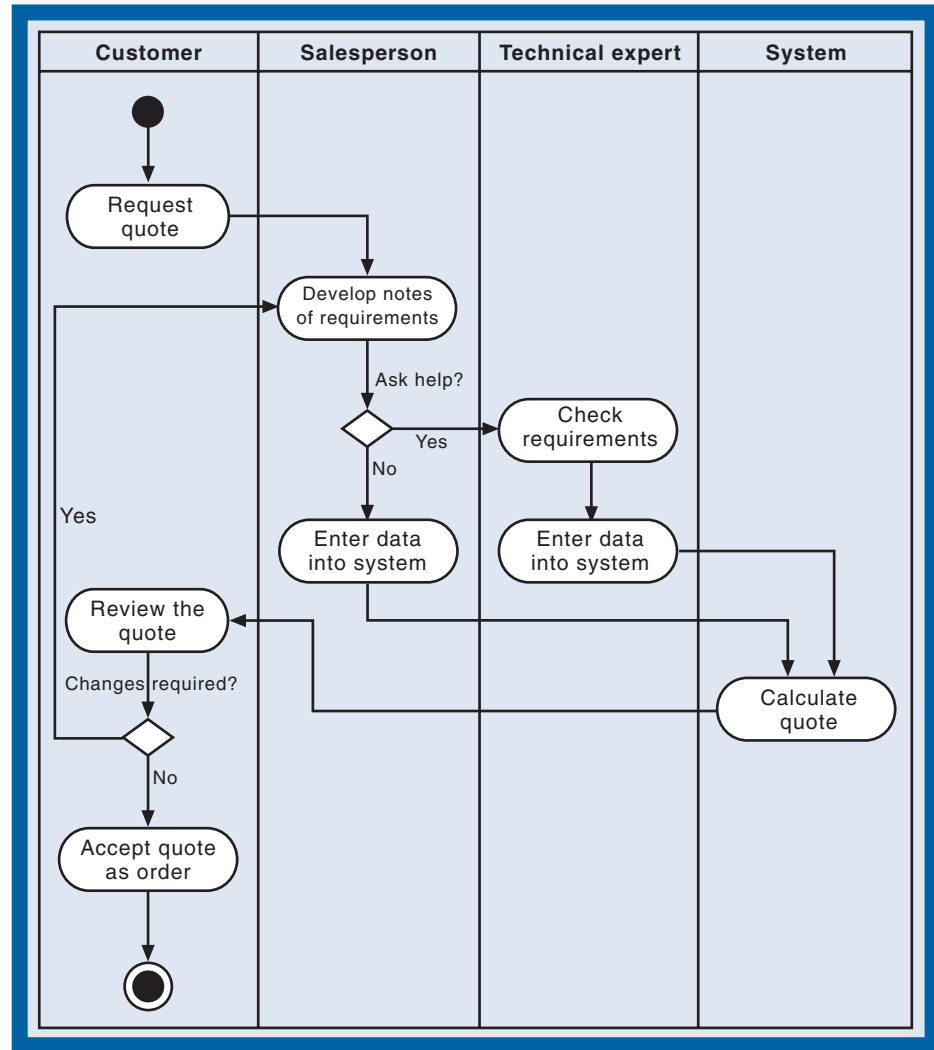 Customer
Salesperson
Technical expert
System
Request
quote
Develop notes
of requirements
Ask help?
Yes
No
Check
requirements
Enter data
into system
Enter data
into system
Yes
Review the
quote
Changes required?
No
Calculate
quote
Accept quote
as order